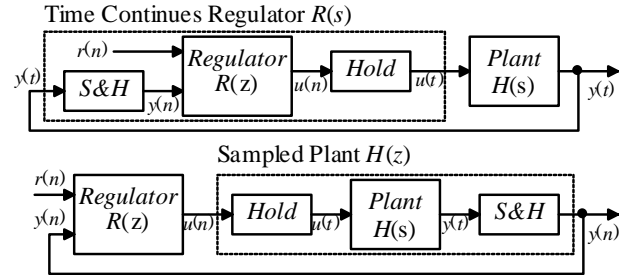 Time Continues Regulator R(s)
r(n)
Regulator
R(z)
Hold
Plant
H(s)
y(t)
S&H
y(n)
u(n)
u(t)
y(t)
Sampled Plant H(z)
r(n)
Regulator
R(z)
y(n)
u(n)
Hold
u(t)
Plant
H(s)
y(t)
S&H
y(n)